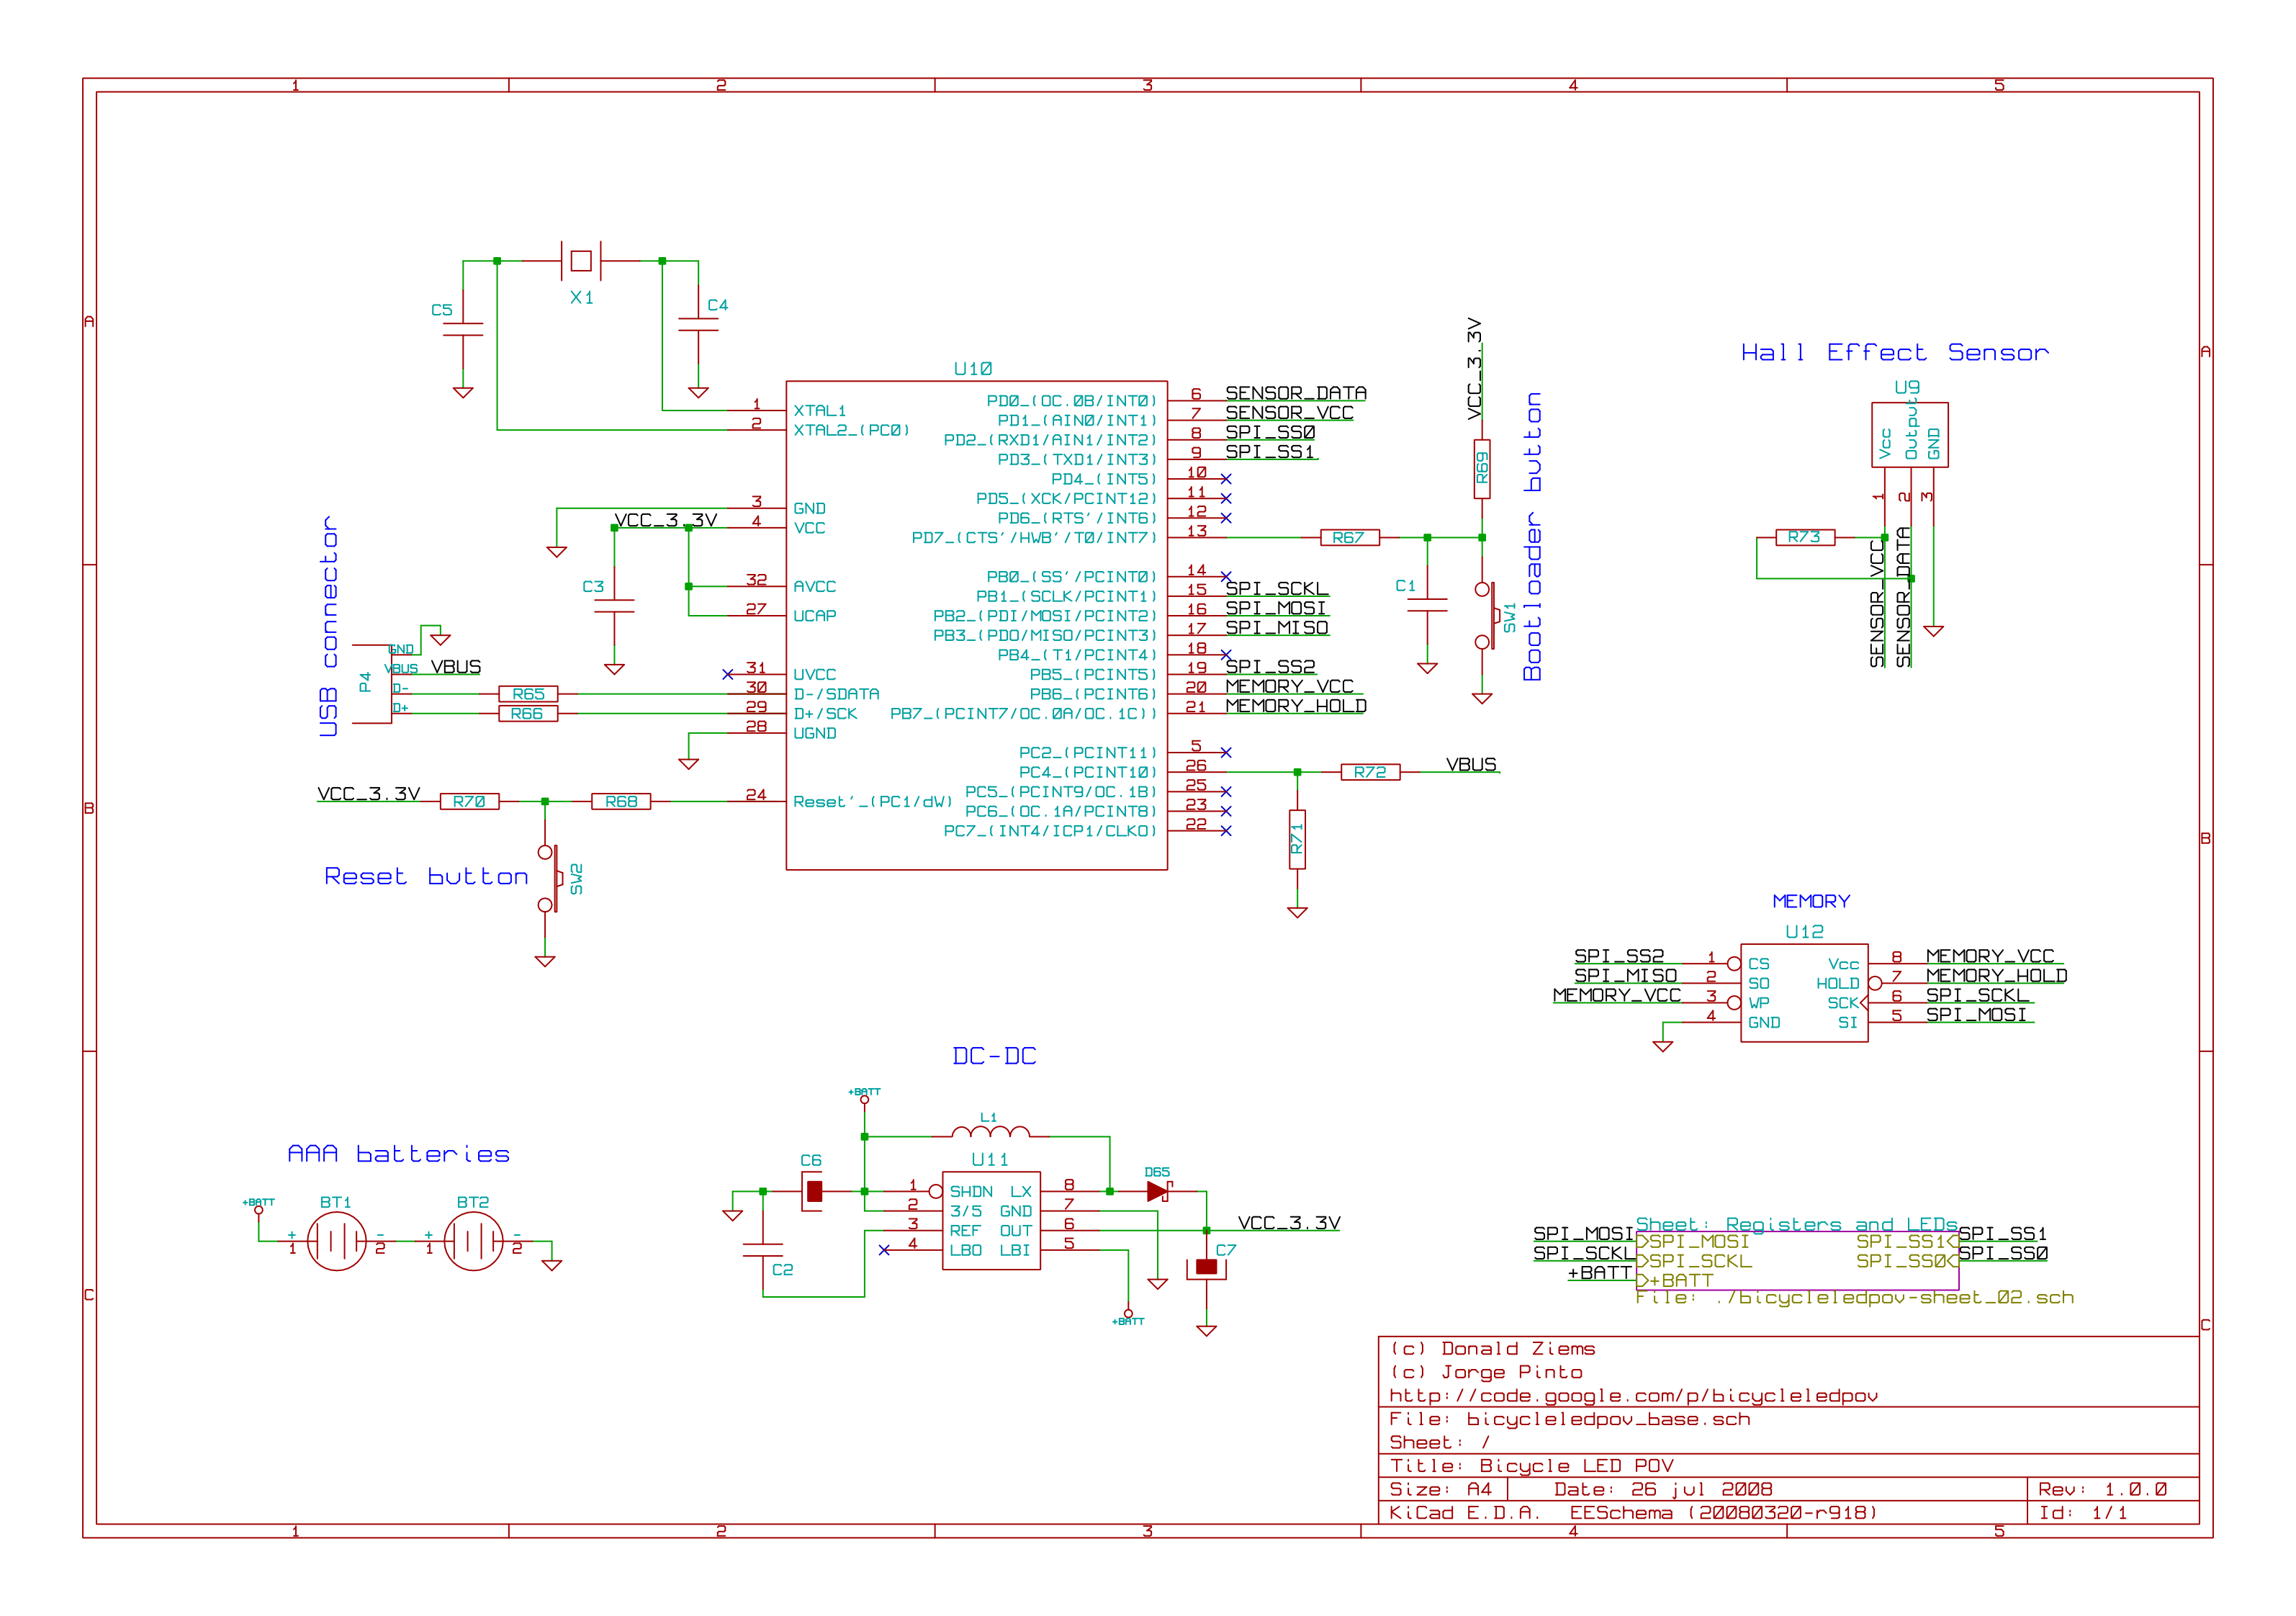 1
2
3
4
5
A
A
X1
C5
C4
U10
1
XTAL1
2
XTAL2_(PC0)
3
GND
VCC_3.3V
4
VCC
C3
32
AVCC
27
UCAP
31
UVCC
30
D-/SDATA
29
D+/SCK
28
UGND
24
Reset'_(PC1/dW)
PD0_(OC.0B/INT0)
6
SENSOR_DATA
PD1_(AIN0/INT1)
7
SENSOR_VCC
PD2_(RXD1/AIN1/INT2)
8
SPI_SS0
PD3_(TXD1/INT3)
9
SPI_SS1
PD4_(INT5)
10
PD5_(XCK/PCINT12)
11
PD6_(RTS'/INT6)
12
PD7_(CTS'/HWB'/T0/INT7)
13
PB0_(SS'/PCINT0)
14
PB1_(SCLK/PCINT1)
15
SPI_SCKL
PB2_(PDI/MOSI/PCINT2)
16
SPI_MOSI
PB3_(PDO/MISO/PCINT3)
17
SPI_MISO
PB4_(T1/PCINT4)
18
PB5_(PCINT5)
19
SPI_SS2
PB6_(PCINT6)
20
MEMORY_VCC
PB7_(PCINT7/OC.0A/OC.1C))
21
MEMORY_HOLD
PC2_(PCINT11)
5
PC4_(PCINT10)
26
PC5_(PCINT9/OC.1B)
25
PC6_(OC.1A/PCINT8)
23
PC7_(INT4/ICP1/CLKO)
22
USB connector
P4
GND
VBUS
VBUS
D-
D+
R65
R66
VCC_3.3V
R70
R68
Reset button
SW2
VCC_3.3V
R69
R67
C1
SW1
Bootloader button
R72
VBUS
R71
Hall Effect Sensor
U9
Vcc
Output
GND
1
2
3
R73
SENSOR_VCC
SENSOR_DATA
B
B
MEMORY
U12
SPI_SS2
1
CS
SPI_MISO
2
SO
MEMORY_VCC
3
WP
4
GND
Vcc
8
MEMORY_VCC
HOLD
7
MEMORY_HOLD
SCK
6
SPI_SCKL
SI
5
SPI_MOSI
DC-DC
+BATT
L1
U11
C6
C2
1
SHDN
2
3/5
3
REF
4
LBO
LX
8
GND
7
OUT
6
LBI
5
D65
VCC_3.3V
C7
+BATT
AAA batteries
+BATT
BT1
+
1
-
2
BT2
+
1
-
2
Sheet: Registers and LEDs
SPI_MOSI
SPI_MOSI
SPI_SS1
SPI_SS1
SPI_SCKL
SPI_SCKL
SPI_SS0
SPI_SS0
+BATT
+BATT
File: ./bicycleledpov-sheet_02.sch
C
C
(c) Donald Ziems
(c) Jorge Pinto
http://code.google.com/p/bicycleledpov
File: bicycleledpov_base.sch
Sheet: /
Title: Bicycle LED POV
Size: A4
Date: 26 jul 2008
Rev: 1.0.0
KiCad E.D.A.
EESchema (20080320-r918)
Id: 1/1
1
2
3
4
5